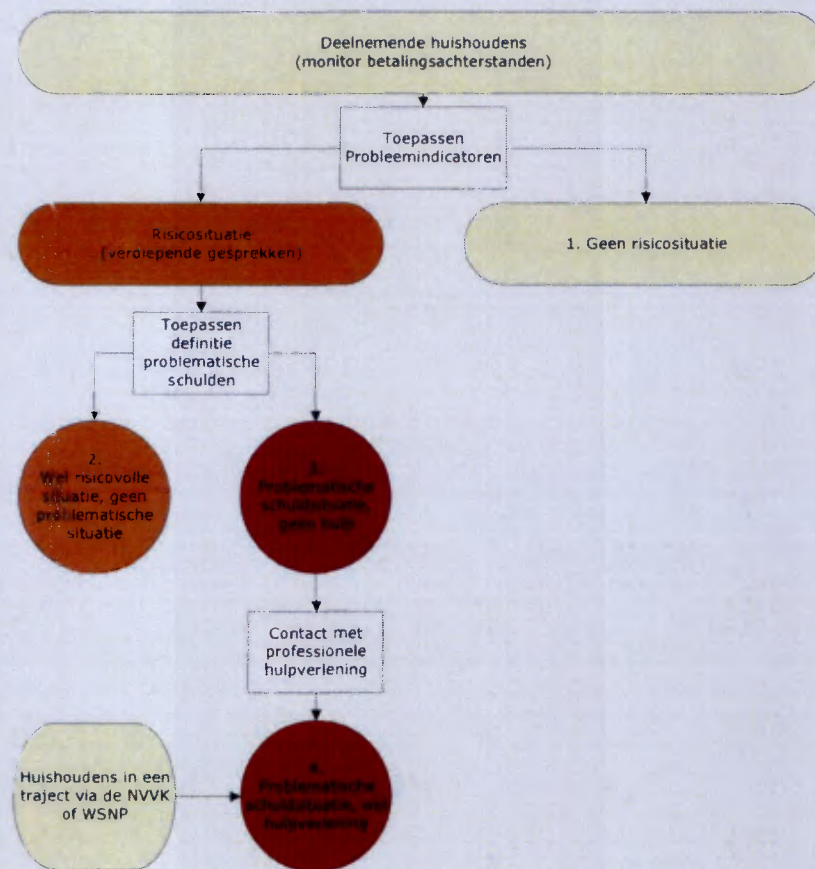 Deelnemende huishoudens
(monitor betalingsachterstanden)
Toepassen
Probleemindicatoren
Risicosituatie
(verdiepende gesprekken)
1. Geen risicosituatie
Toepassen
definitie
problematische
schulden
2.
Wel risicovolle
situatie, geen
problematische
situatie
3.
Problematische
schuldsituatie,
geen hulp
Contact met
professionele
hulpverlening
Huishoudens in een
traject via de NVVK
of WSNP
4.
Problematische
schuldsituatie, wel
hulpverlening